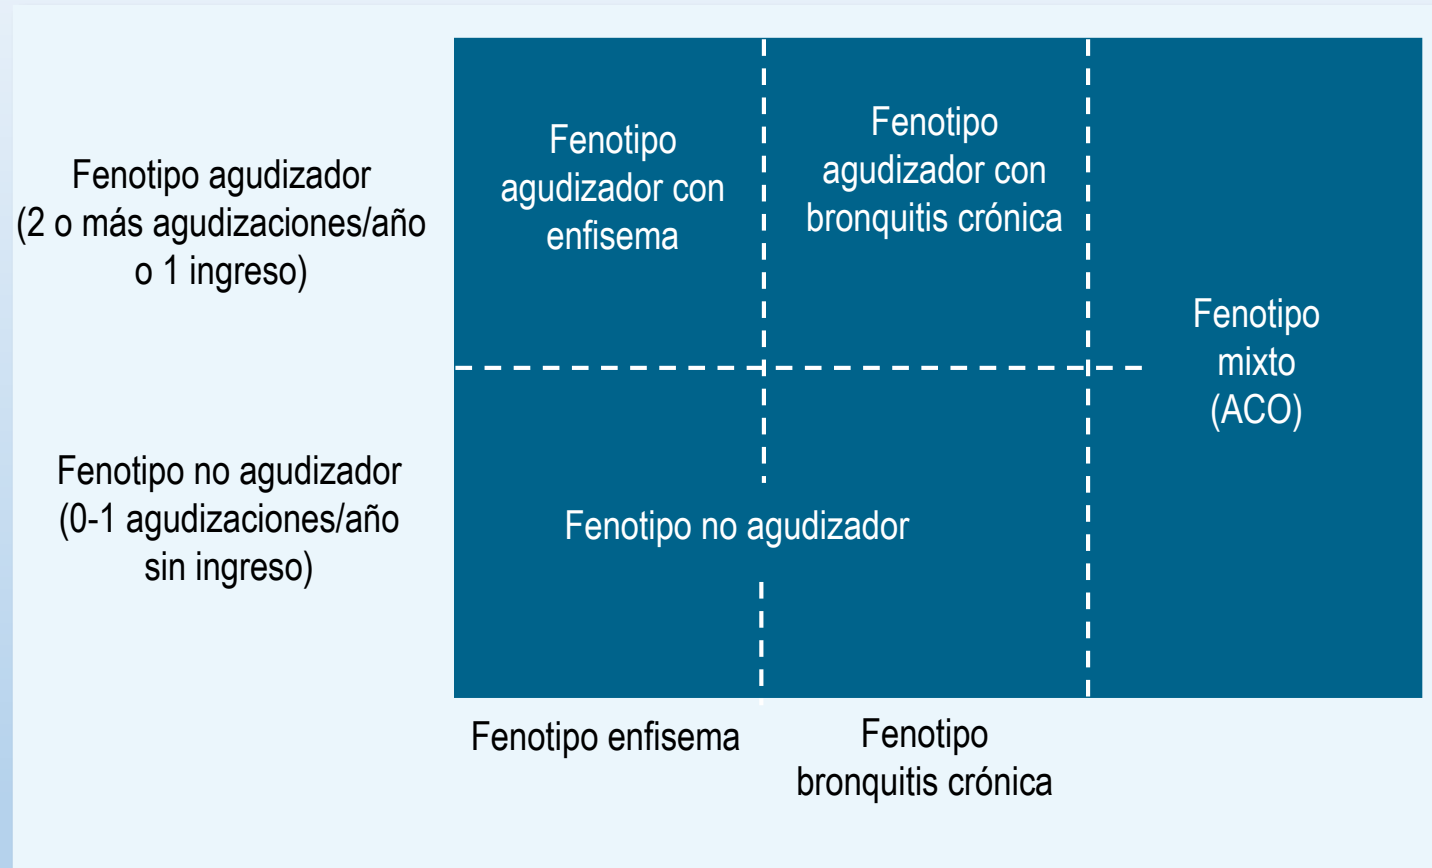 Fenotipo agudizador
(2 o más agudizaciones/año
o 1 ingreso)
Fenotipo
agudizador con
enfisema
Fenotipo
agudizador con
bronquitis crónica
Fenotipo
mixto
(ACO)
Fenotipo no agudizador
(0-1 agudizaciones/año
sin ingreso)
Fenotipo no agudizador
Fenotipo enfisema
Fenotipo
bronquitis crónica